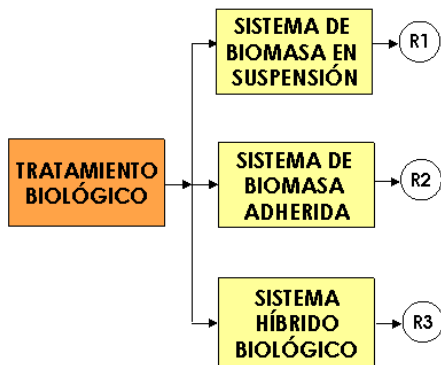 TRATAMIENTO
BIOLÓGICO
SISTEMA DE
BIOMASA EN
SUSPENSIÓN
R1
SISTEMA DE
BIOMASA
ADHERIDA
R2
SISTEMA
HÍBRIDO
BIOLÓGICO
R3